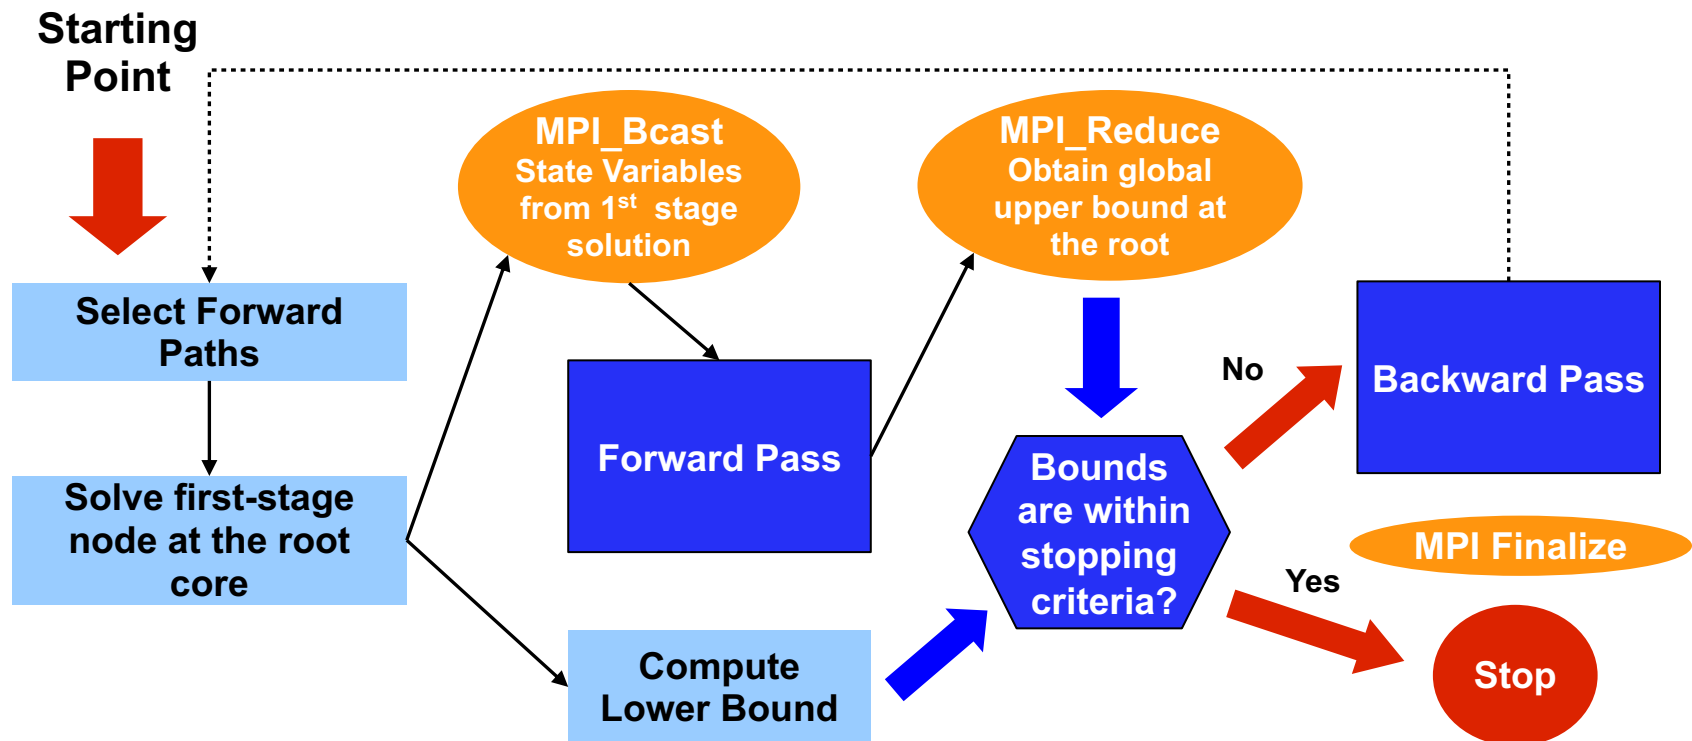 Starting
Point
MPI_Bcast
State Variables
from 1st stage
solution
MPI_Reduce
Obtain global
upper bound at
the root
Select Forward
Paths
Forward Pass
No
Backward Pass
Solve first-stage
node at the root
core
Bounds
are within
stopping
criteria?
MPI Finalize
Yes
Compute
Lower Bound
Stop